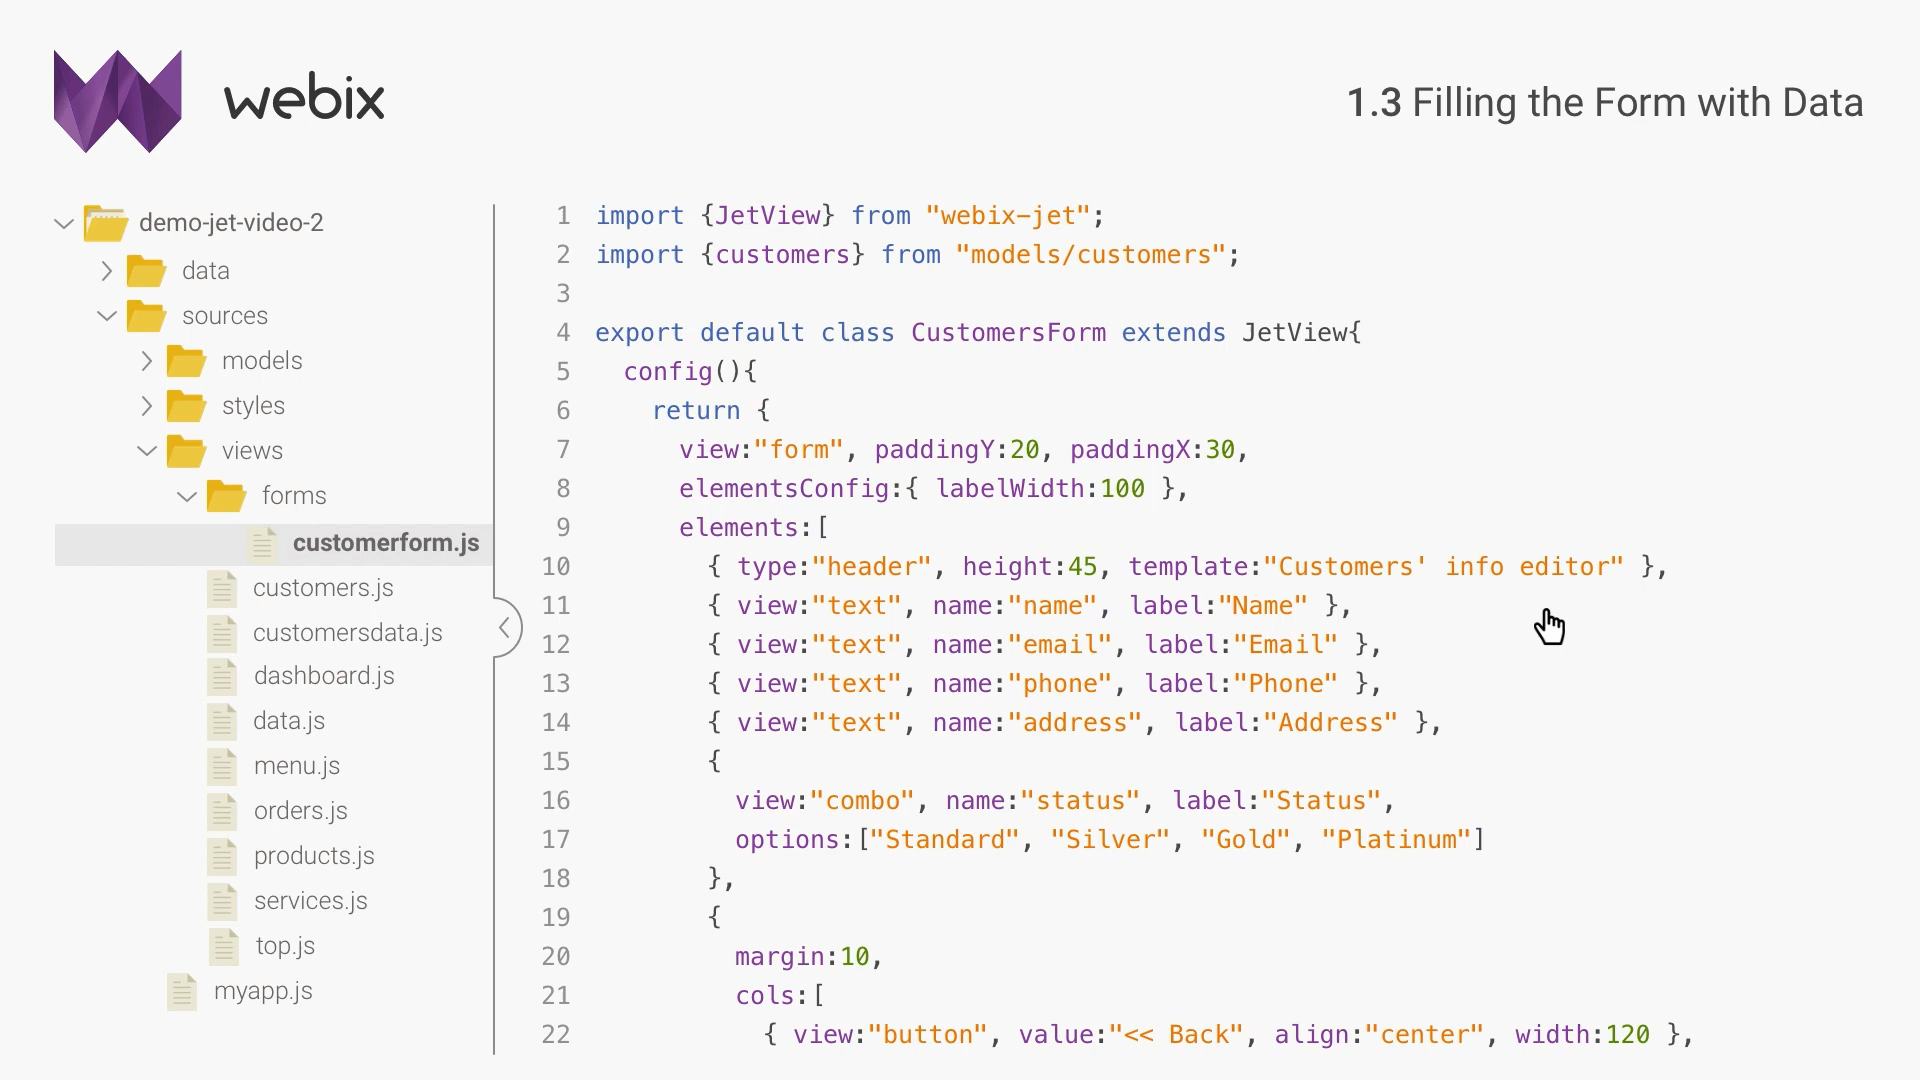 webix
1.3 Filling the Form with Data
demo-jet-video-2
data
sources
models
styles
views
forms
customerform.js
customers.js
customersdata.js
dashboard.js
data.js
menu.js
orders.js
products.js
services.js
top.js
myapp.js
1 import {JetView} from "webix-jet";
2 import {customers} from "models/customers";
3
4 export default class CustomersForm extends JetView{
5 config(){
6 return {
7 view:"form", paddingY:20, paddingX:30,
8 elementsConfig:{ labelWidth:100 },
9 elements:[
10 { type:"header", height:45, template:"Customers' info editor" },
11 { view:"text", name:"name", label:"Name" },
12 { view:"text", name:"email", label:"Email" },
13 { view:"text", name:"phone", label:"Phone" },
14 { view:"text", name:"address", label:"Address" },
15 {
16 view:"combo", name:"status", label:"Status",
17 options:["Standard", "Silver", "Gold", "Platinum"]
18 },
19 {
20 margin:10,
21 cols:[
22 { view:"button", value:"<< Back", align:"center", width:120 },